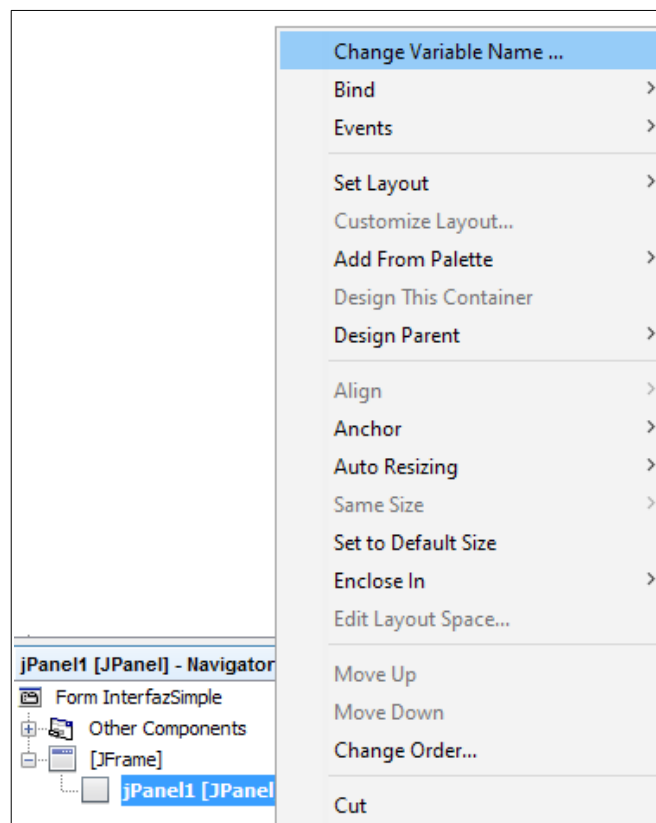 Change Variable Name ...
Bind
Events
Set Layout
Customize Layout...
Add From Palette
Design This Container
Design Parent
Align
Anchor
Auto Resizing
Same Size
Set to Default Size
Enclose In
Edit Layout Space...
Move Up
Move Down
Change Order...
Cut
jPanel1 [JPanel] - Navigator
Form InterfazSimple
Other Components
[JFrame]
jPanel1 [JPanel